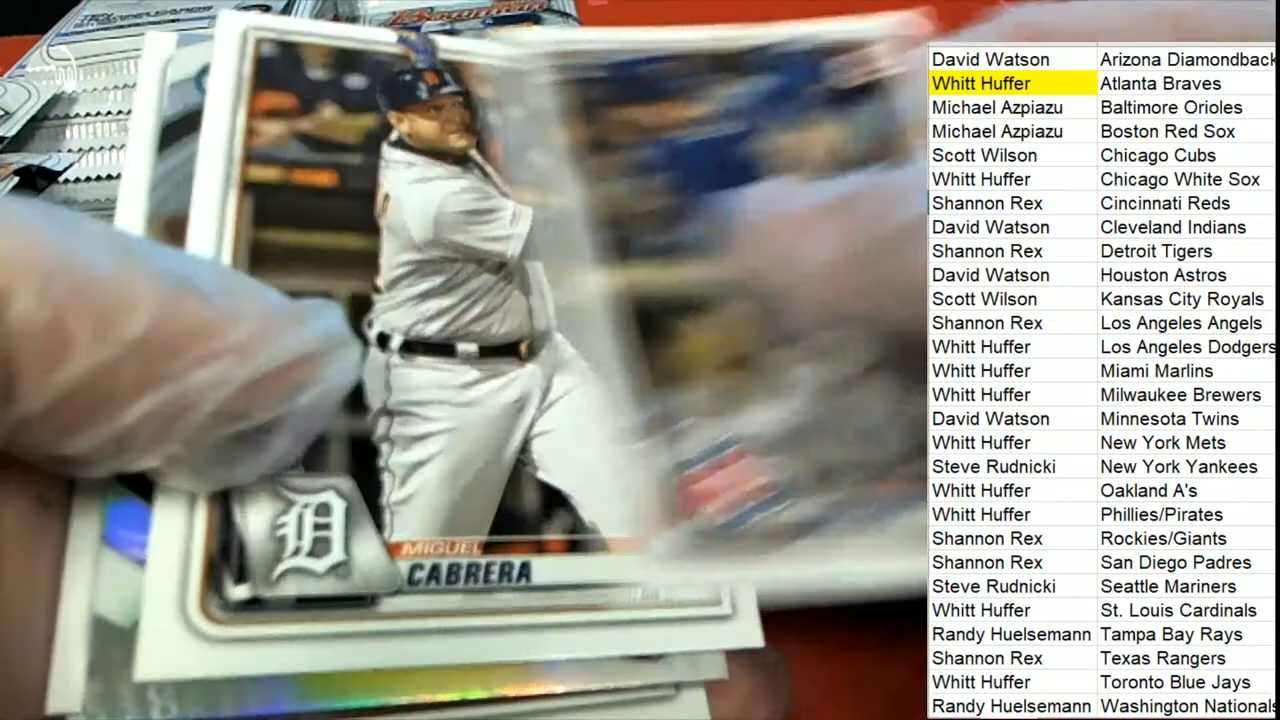 Bowman
MIGUEL
CABRERA
D
David Watson Arizona Diamondback
Whitt Huffer Atlanta Braves
Michael Azpiazu Baltimore Orioles
Michael Azpiazu Boston Red Sox
Scott Wilson Chicago Cubs
Whitt Huffer Chicago White Sox
Shannon Rex Cincinnati Reds
David Watson Cleveland Indians
Shannon Rex Detroit Tigers
David Watson Houston Astros
Scott Wilson Kansas City Royals
Shannon Rex Los Angeles Angels
Whitt Huffer Los Angeles Dodgers
Whitt Huffer Miami Marlins
Whitt Huffer Milwaukee Brewers
David Watson Minnesota Twins
Whitt Huffer New York Mets
Steve Rudnicki New York Yankees
Whitt Huffer Oakland A's
Whitt Huffer Phillies/Pirates
Shannon Rex Rockies/Giants
Shannon Rex San Diego Padres
Steve Rudnicki Seattle Mariners
Whitt Huffer St. Louis Cardinals
Randy Huelsemann Tampa Bay Rays
Shannon Rex Texas Rangers
Whitt Huffer Toronto Blue Jays
Randy Huelsemann Washington Nationals